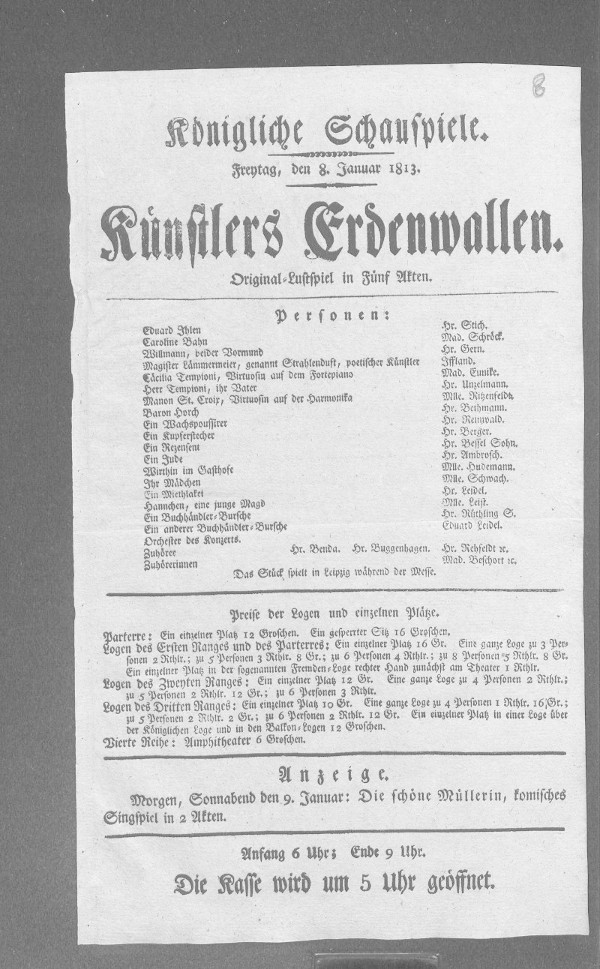 8
Königliche Schauspiele.
Freytag, den 8. Januar 1813.
Künstlers Erdenwallen.
Original-Lustspiel in Fünf Akten.
Personen:
Eduard Ihlen Hr. Stich.
Caroline Bahn Mad. Schröck.
Willmann, beider Vormund Hr. Gern.
Magister Lämmermeier, genannt Strahlenduft, poetischer Künstler Iffland.
Cäcilia Tempioni, Virtuosin auf dem Fortepiano Mad. Eunike.
Herr Tempioni, ihr Vater Hr. Unzelmann.
Manon St. Croix, Virtuosin auf der Harmonika Mlle. Ritzenfeldt.
Baron Horch Hr. Bethmann.
Ein Wachspoussirer Hr. Reinwald.
Ein Kupferstecher Hr. Berger.
Ein Rezensent Hr. Bessel Sohn.
Ein Jude Hr. Ambrosch.
Wirthin im Gasthofe Mlle. Hudemann.
Ihr Mädchen Mlle. Schwach.
Ein Miethlakei Hr. Leidel.
Hannchen, eine junge Magd Mlle. Leist.
Ein Buchhändler-Bursche Hr. Rüthling S.
Ein anderer Buchhändler-Bursche Eduard Leidel.
Orchester des Konzerts.
Zuhörer Hr. Benda. Hr. Buggenhagen. Hr. Rehfeldt ꝛc.
Zuhörerinnen Mad. Beschort ꝛc.
Das Stück spielt in Leipzig während der Messe.
Preise der Logen und einzelnen Plätze.
Parterre: Ein einzelner Platz 12 Groschen. Ein gesperrter Sitz 16 Groschen.
Logen des Ersten Ranges und des Parterres: Ein einzelner Platz 16 Gr. Eine ganze Loge zu 3 Per-
sonen 2 Rthlr.; zu 5 Personen 3 Rthlr. 8 Gr.; zu 6 Personen 4 Rthlr.; zu 8 Personen 5 Rthlr. 8 Gr.
Ein einzelner Platz in der sogenannten Fremden-Loge rechter Hand zunächst am Theater 1 Rthlr.
Logen des Zweyten Ranges: Ein einzelner Platz 12 Gr. Eine ganze Loge zu 4 Personen 2 Rthlr.;
zu 5 Personen 2 Rthlr. 12 Gr.; zu 6 Personen 3 Rthlr.
Logen des Dritten Ranges: Ein einzelner Platz 10 Gr. Eine ganze Loge zu 4 Personen 1 Rthlr. 16 Gr.;
zu 5 Personen 2 Rthlr. 2 Gr.; zu 6 Personen 2 Rthlr. 12 Gr. Ein einzelner Platz in einer Loge über
der Königlichen Loge und in den Balkon-Logen 12 Groschen.
Vierte Reihe: Amphitheater 6 Groschen.
Anzeige.
Morgen, Sonnabend den 9. Januar: Die schöne Müllerin, komisches
Singspiel in 2 Akten.
Anfang 6 Uhr; Ende 9 Uhr.
Die Kasse wird um 5 Uhr geöffnet.